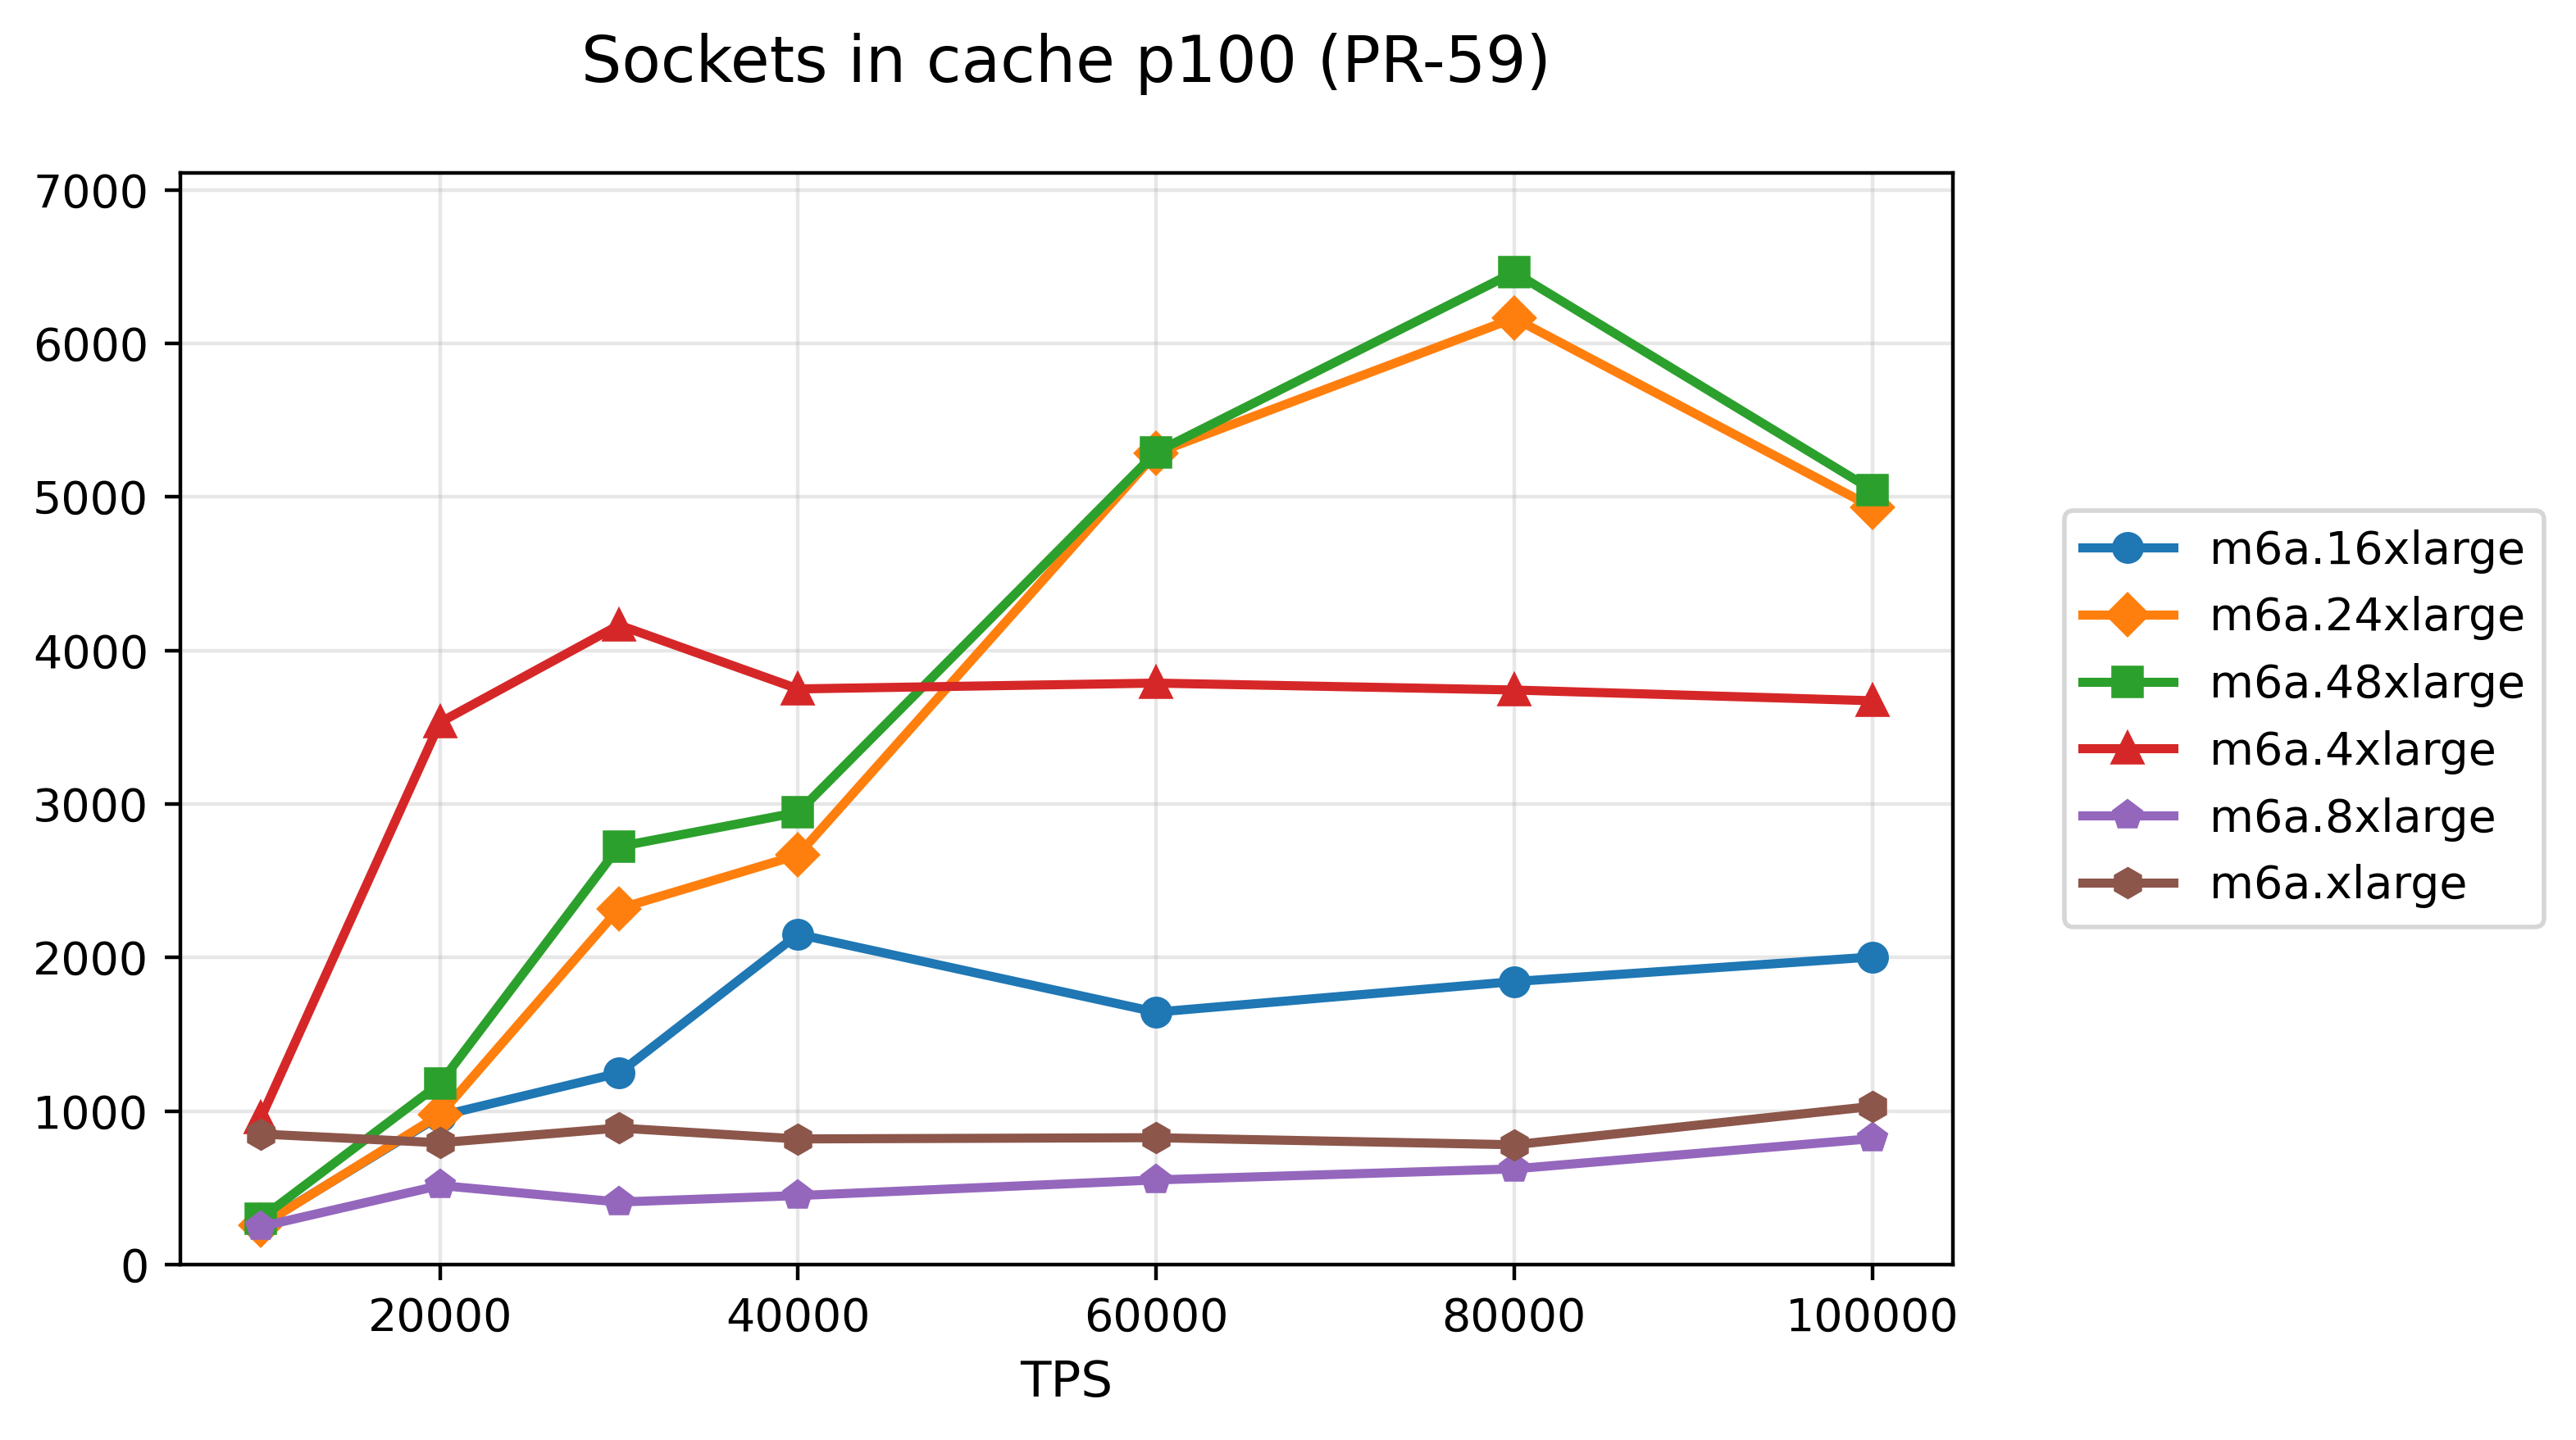 Sockets in cache p100 (PR-59)
7000
6000
5000
4000
3000
2000
1000
0
20000 40000 60000 80000 100000
TPS
m6a.16xlarge
m6a.24xlarge
m6a.48xlarge
m6a.4xlarge
m6a.8xlarge
m6a.xlarge